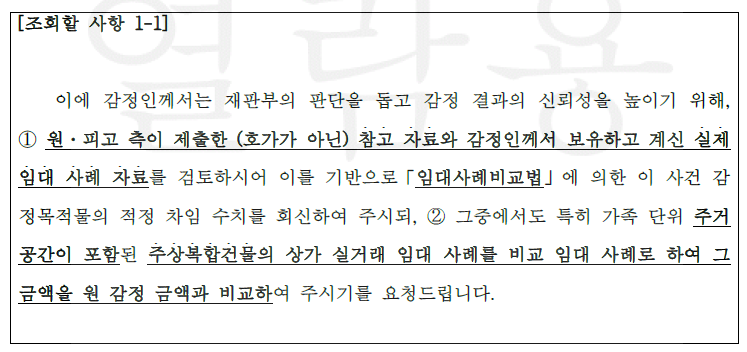 열람용
[조회할 사항 1-1]
이에 감정인께서는 재판부의 판단을 돕고 감정 결과의 신뢰성을 높이기 위해,
① 원·피고 측이 제출한 (호가가 아닌) 참고 자료와 감정인께서 보유하고 계신 실제
임대 사례 자료를 검토하시어 이를 기반으로「임대사례비교법」에 의한 이 사건 감
정목적물의 적정 차임 수치를 회신하여 주시되, ② 그중에서도 특히 가족 단위 주거
공간이 포함된 주상복합건물의 상가 실거래 임대 사례를 비교 임대 사례로 하여 그
금액을 원 감정 금액과 비교하여 주시기를 요청드립니다.